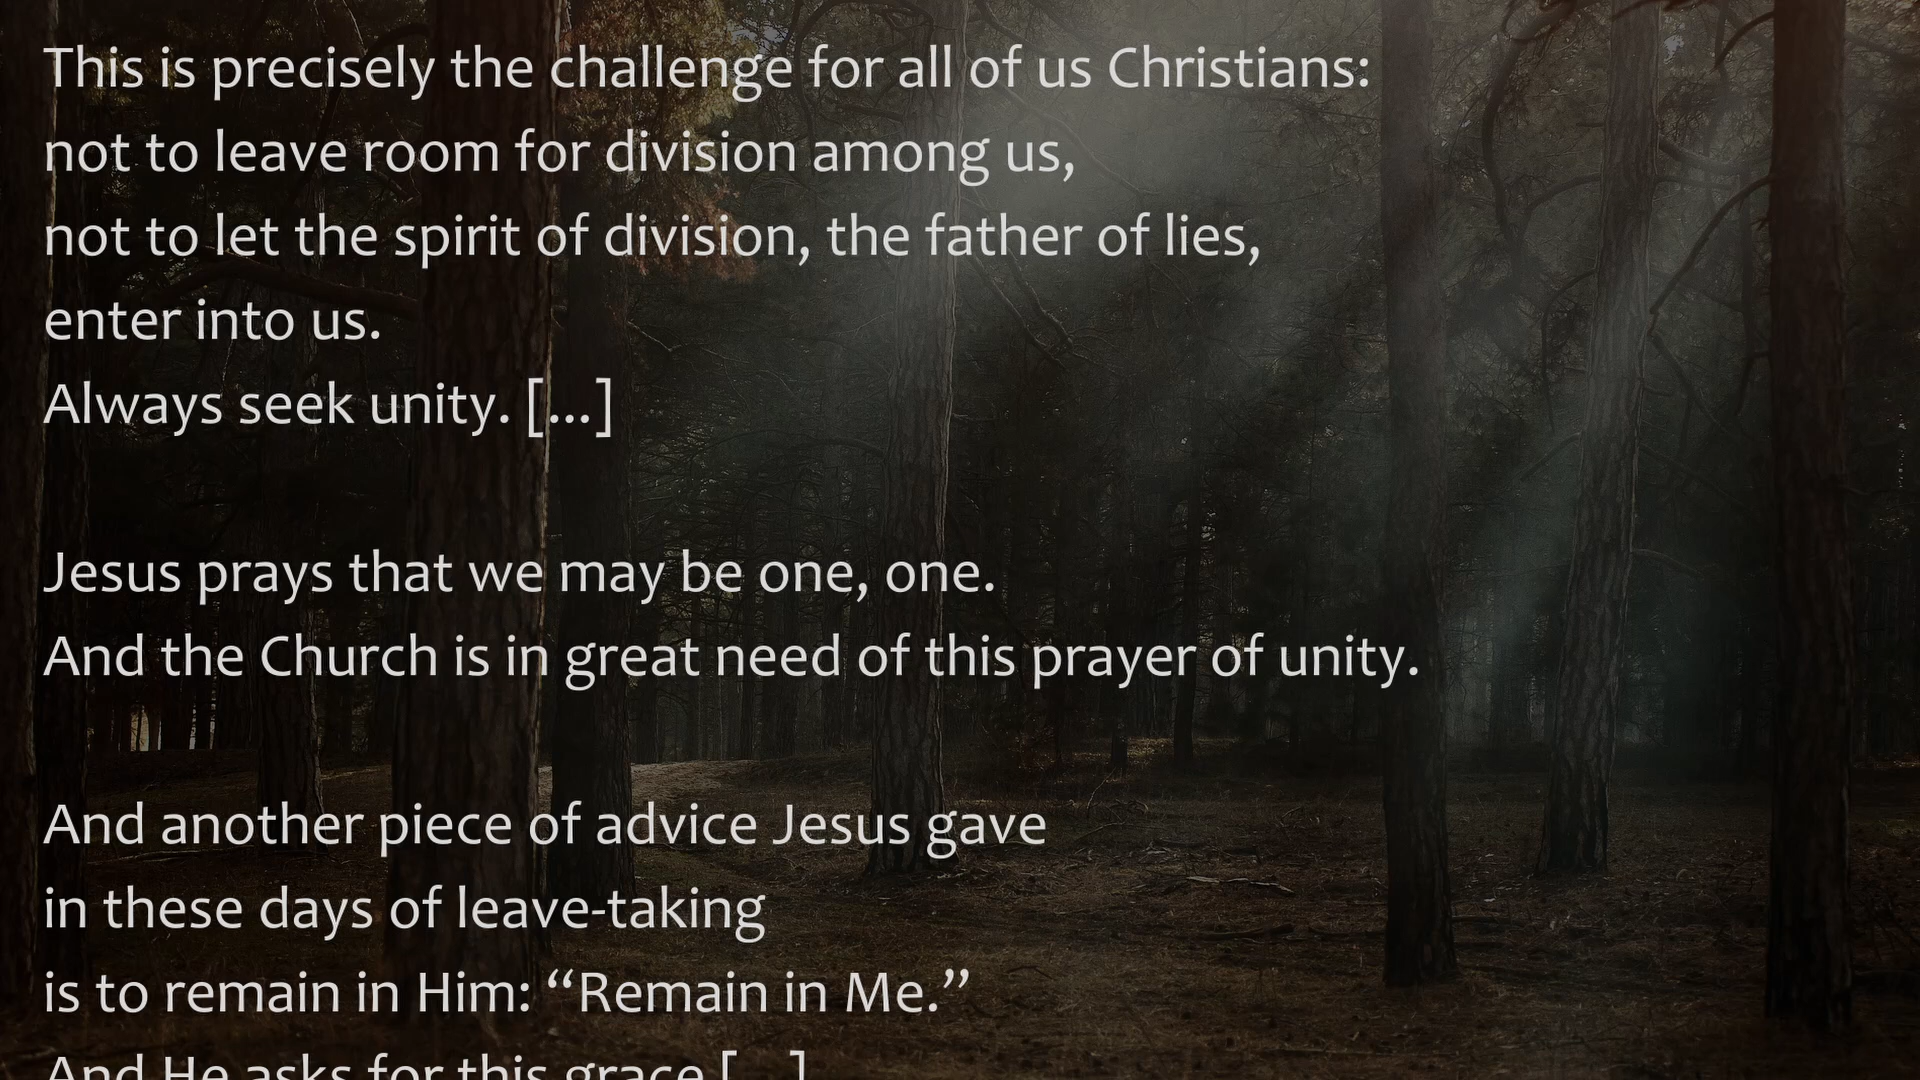 This is precisely the challenge for all of us Christians:
not to leave room for division among us,
not to let the spirit of division, the father of lies,
enter into us.
Always seek unity. [...]
Jesus prays that we may be one, one.
And the Church is in great need of this prayer of unity.
And another piece of advice Jesus gave
in these days of leave-taking
is to remain in Him: “Remain in Me.”
And He asks for this grace [...]